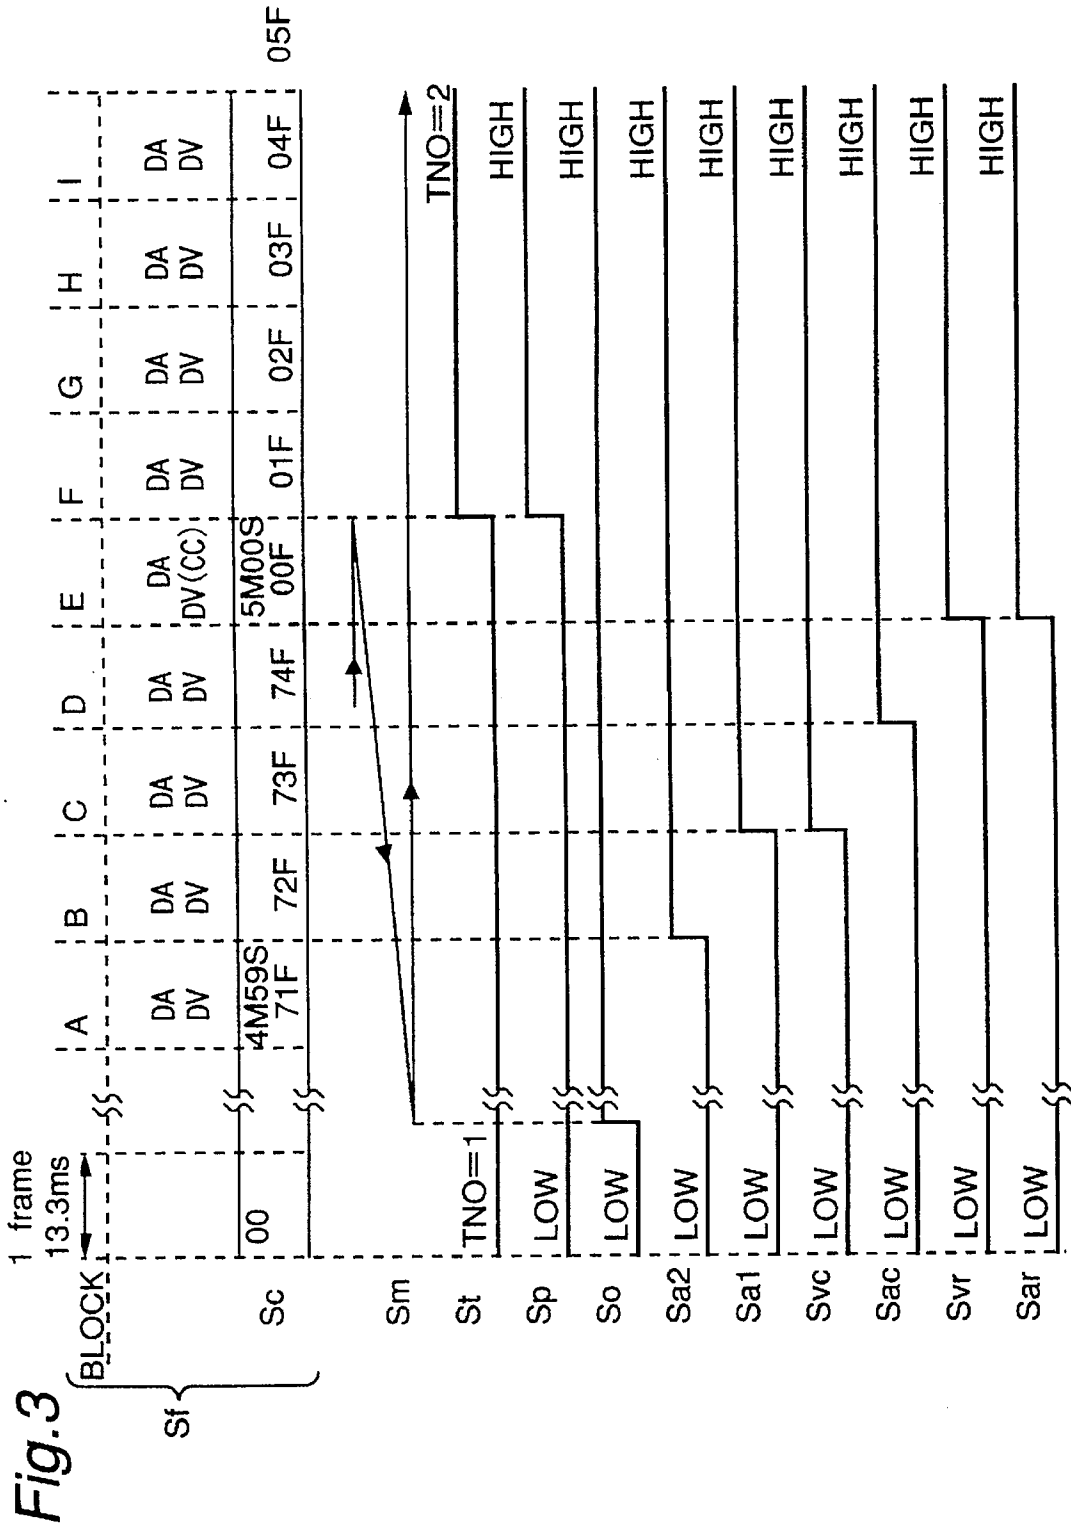 Fig.3
1 frame
13.3ms
BLOCK A B C D E F G H I
Sf
DA DA DA DA DA DA DA DA DA
DV DV DV DV DV(CC) DV DV DV DV
4M59S 5M00S
Sc 00 71F 72F 73F 74F 00F 01F 02F 03F 04F 05F
Sm
St TNO=1 TNO=2
Sp LOW HIGH
So LOW HIGH
Sa2 LOW HIGH
Sa1 LOW HIGH
Svc LOW HIGH
Sac LOW HIGH
Svr LOW HIGH
Sar LOW HIGH